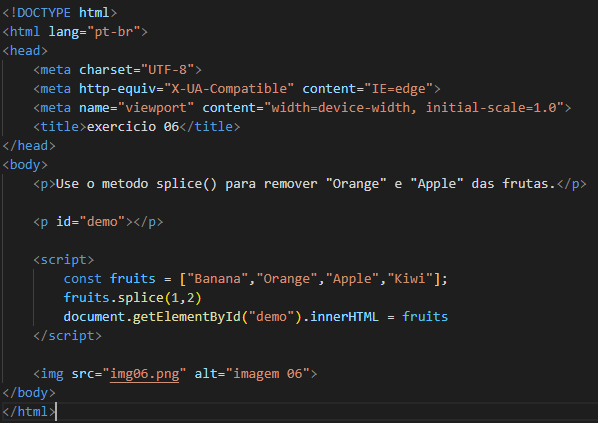 <!DOCTYPE html>
<html lang="pt-br">
<head>
    <meta charset="UTF-8">
    <meta http-equiv="X-UA-Compatible" content="IE=edge">
    <meta name="viewport" content="width=device-width, initial-scale=1.0">
    <title>exercicio 06</title>
</head>
<body>
    <p>Use o metodo splice() para remover "Orange" e "Apple" das frutas.</p>

    <p id="demo"></p>

    <script>
        const fruits = ["Banana","Orange","Apple","Kiwi"];
        fruits.splice(1,2)
        document.getElementById("demo").innerHTML = fruits
    </script>

    <img src="img06.png" alt="imagem 06">
</body>
</html>